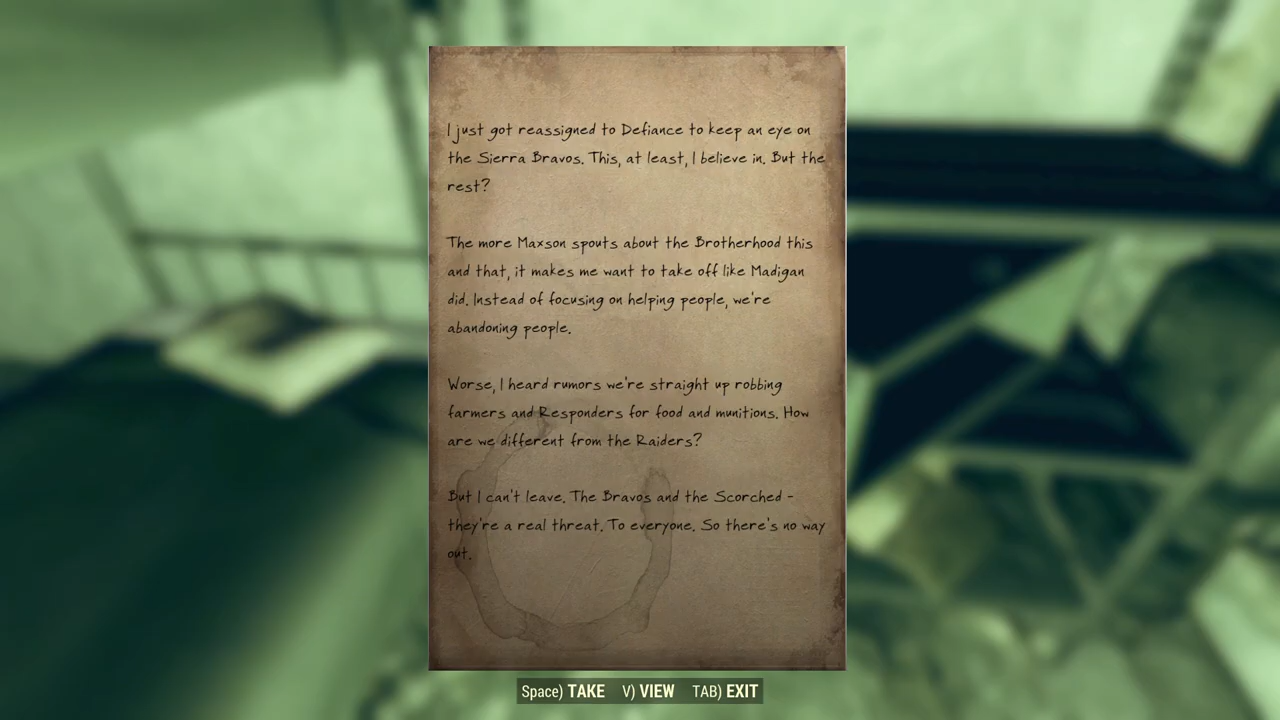 I just got reassigned to Defiance to keep an eye on
the Sierra Bravos. This, at least, I believe in. But the
rest?
The more Maxson spouts about the Brotherhood this
and that, it makes me want to take off like Madigan
did. Instead of focusing on helping people, we're
abandoning people.
Worse, I heard rumors we're straight up robbing
farmers and Responders for food and munitions. How
are we different from the Raiders?
But I can't leave. The Bravos and the Scorched -
they're a real threat. To everyone. So there's no way
out.
Space) TAKE V) VIEW TAB) EXIT